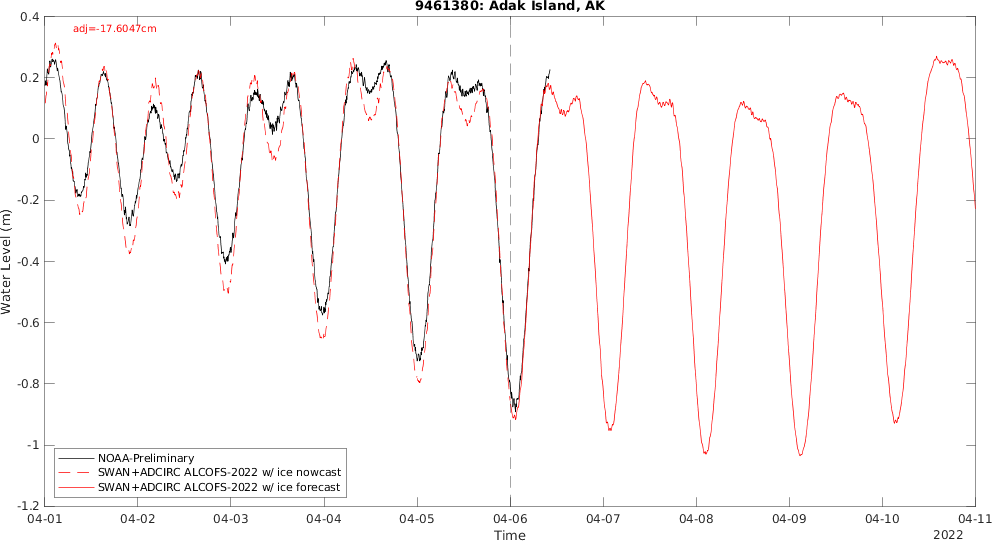 9461380: Adak Island, AK
adj=-17.6047cm
Water Level (m)
0.4
0.2
0
-0.2
-0.4
-0.6
-0.8
-1
-1.2
NOAA-Preliminary
SWAN+ADCIRC ALCOFS-2022 w/ ice nowcast
SWAN+ADCIRC ALCOFS-2022 w/ ice forecast
04-01 04-02 04-03 04-04 04-05 04-06 04-07 04-08 04-09 04-10 04-11
Time
2022